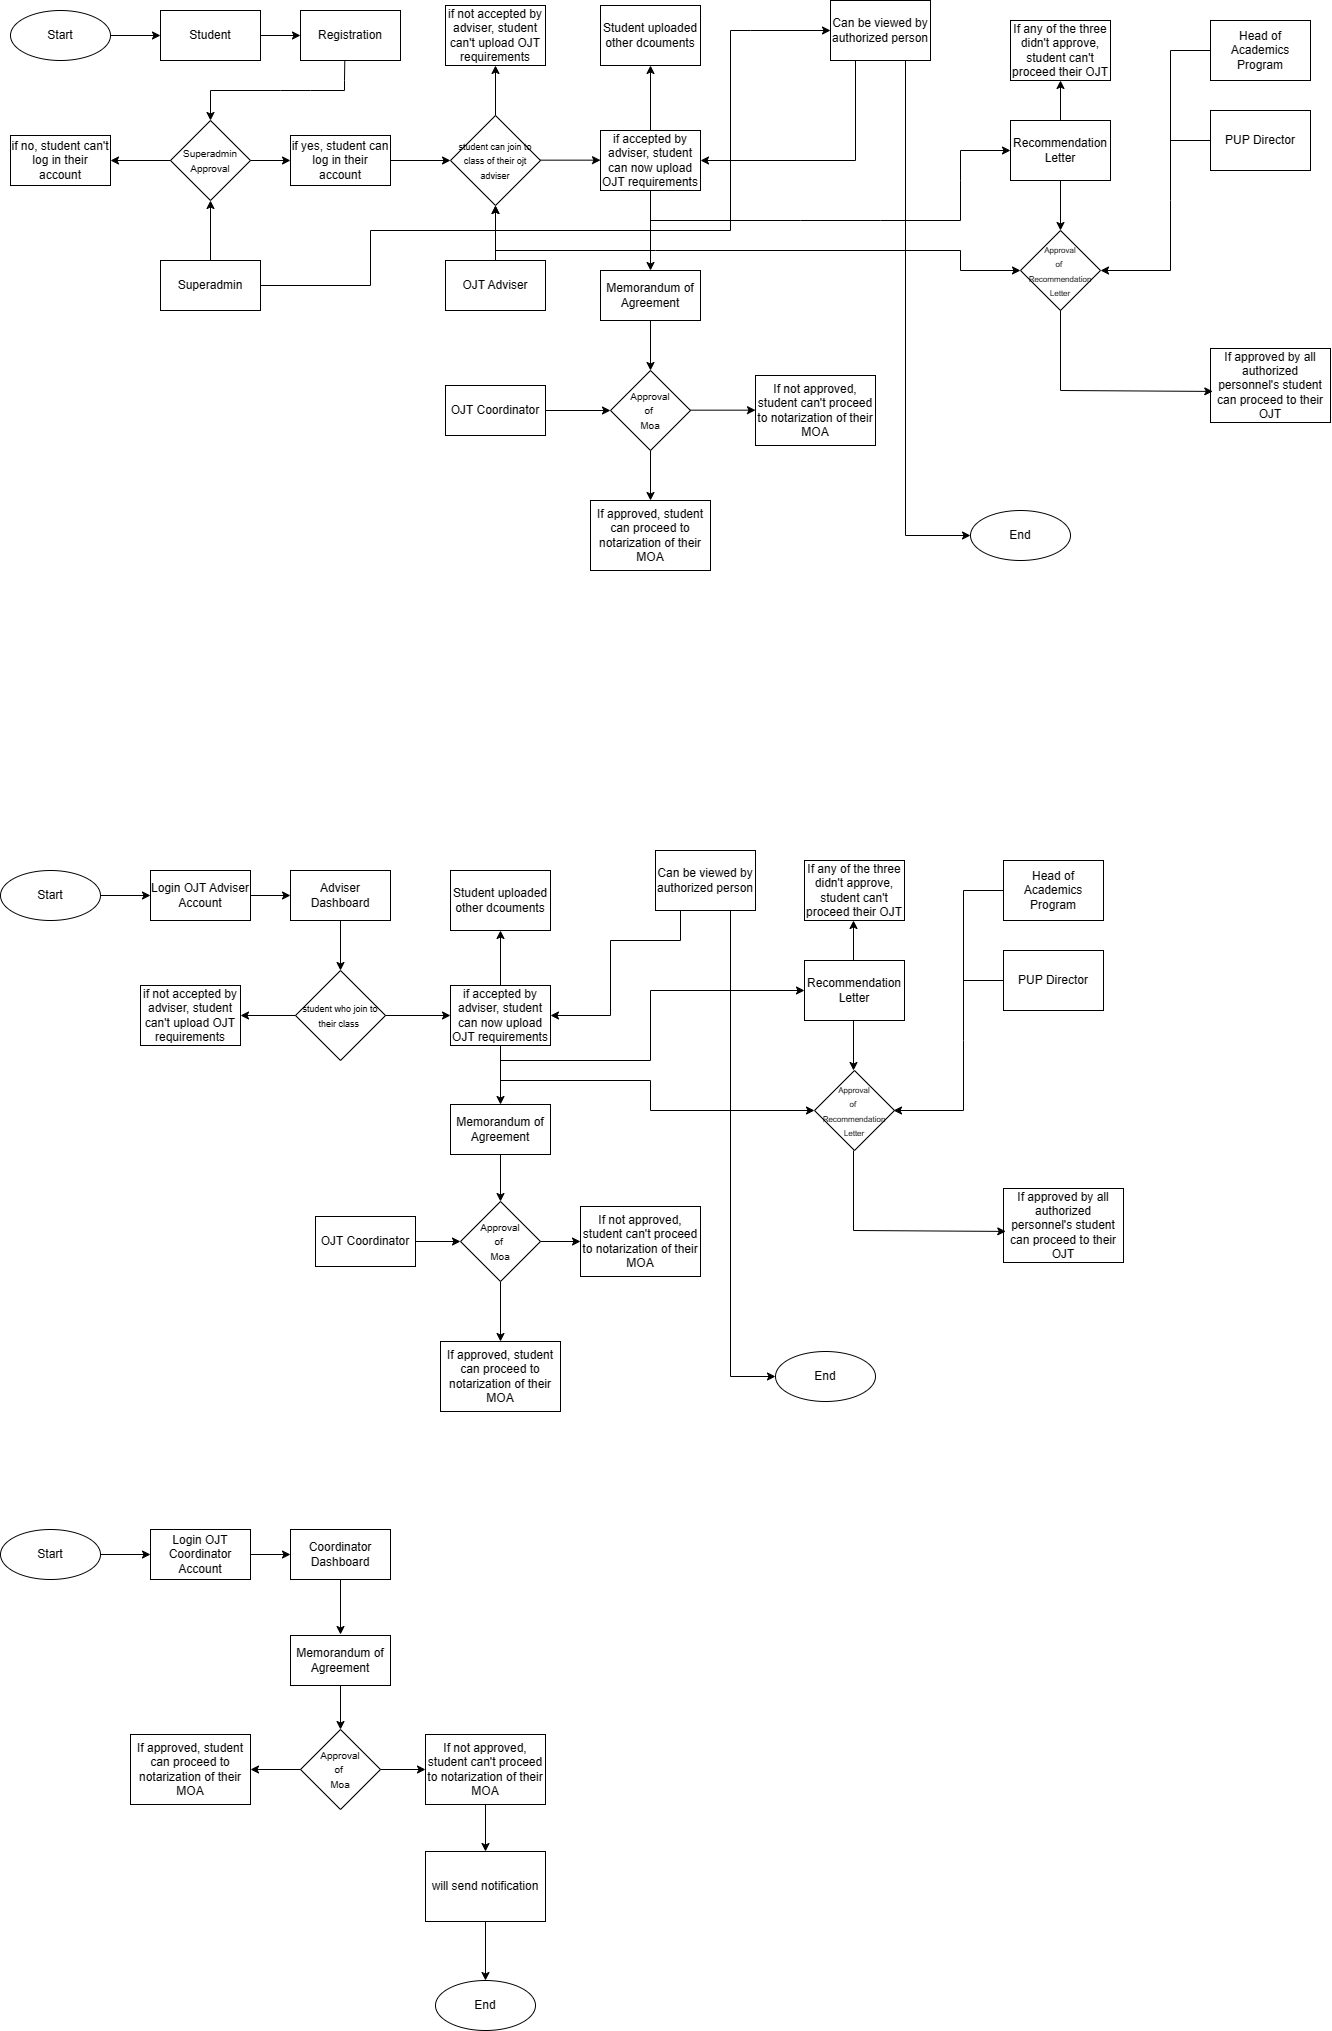 Start
Student
Registration
if not accepted by
adviser, student
can't upload OJT
requirements
Student uploaded
other dcouments
Can be viewed by
authorized person
If any of the three
didn't approve,
student can't
proceed their OJT
Head of
Academics
Program
PUP Director
if no, student can't
log in their
account
Superadmin
Approval
if yes, student can
log in their
account
student can join to
class of their ojt
adviser
if accepted by
adviser, student
can now upload
OJT requirements
Recommendation
Letter
Superadmin
OJT Adviser
Memorandum of
Agreement
Approval
of
Recommendation
Letter
OJT Coordinator
Approval
of
Moa
If not approved,
student can't proceed
to notarization of their
MOA
If approved by all
authorized
personnel's student
can proceed to their
OJT
If approved, student
can proceed to
notarization of their
MOA
End
Start
Login OJT Adviser
Account
Adviser
Dashboard
Student uploaded
other dcouments
Can be viewed by
authorized person
If any of the three
didn't approve,
student can't
proceed their OJT
Head of
Academics
Program
PUP Director
if not accepted by
adviser, student
can't upload OJT
requirements
student who join to
their class
if accepted by
adviser, student
can now upload
OJT requirements
Recommendation
Letter
Memorandum of
Agreement
Approval
of
Recommendation
Letter
OJT Coordinator
Approval
of
Moa
If not approved,
student can't proceed
to notarization of their
MOA
If approved by all
authorized
personnel's student
can proceed to their
OJT
If approved, student
can proceed to
notarization of their
MOA
End
Start
Login OJT
Coordinator
Account
Coordinator
Dashboard
Memorandum of
Agreement
If approved, student
can proceed to
notarization of their
MOA
Approval
of
Moa
If not approved,
student can't proceed
to notarization of their
MOA
will send notification
End